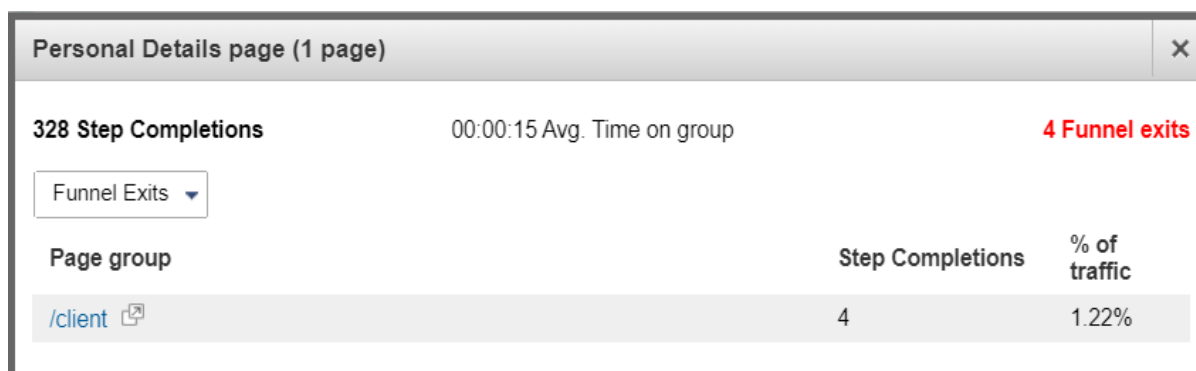 Personal Details page (1 page)
328 Step Completions 00:00:15 Avg. Time on group 4 Funnel exits
Funnel Exits
Page group Step Completions % of traffic
/client 4 1.22%